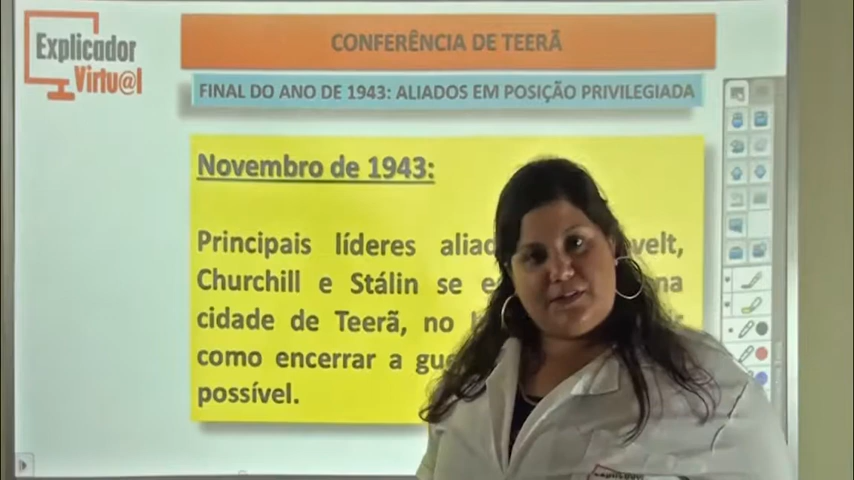 Explicador
Virtu@l
CONFERÊNCIA DE TEERÃ
FINAL DO ANO DE 1943: ALIADOS EM POSIÇÃO PRIVILEGIADA
Novembro de 1943:
Principais líderes
Churchill e Stálin se
cidade de Teerã, no
como encerrar a
possível.